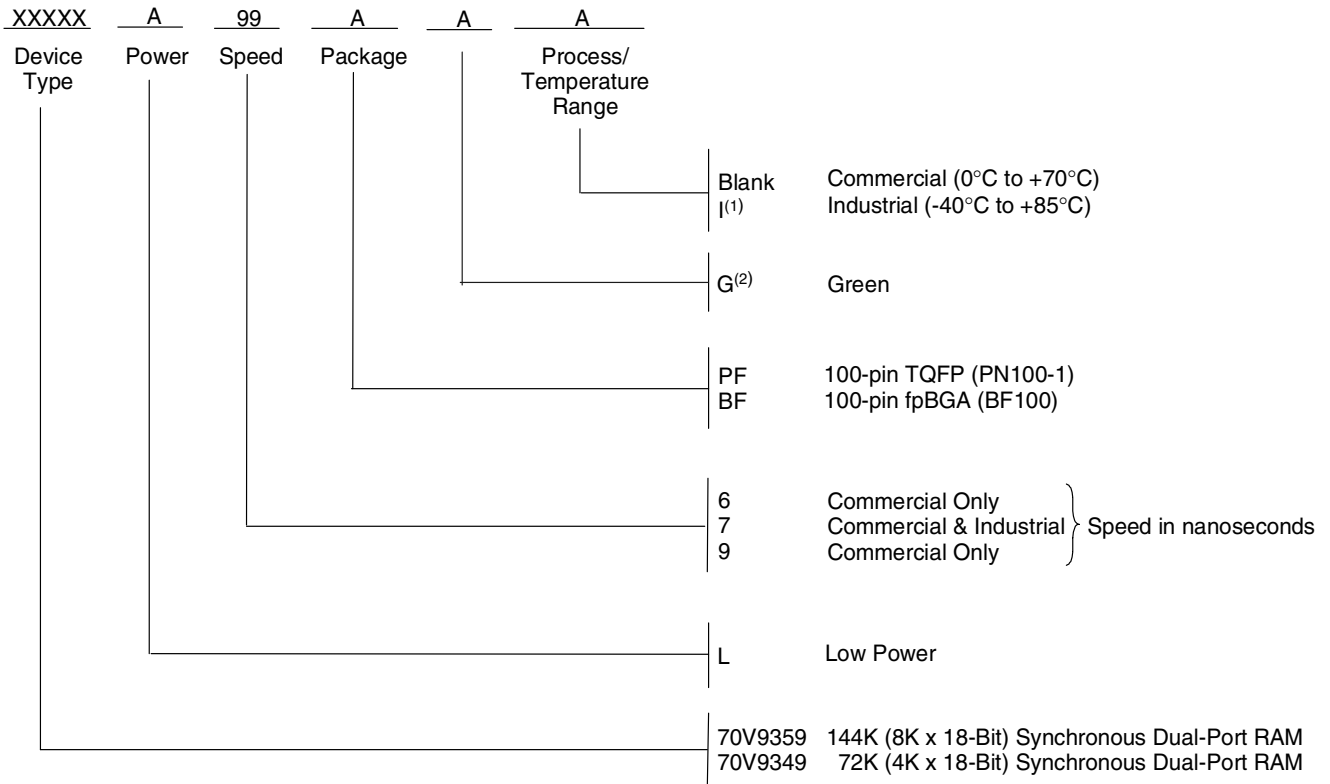 XXXXX A 99 A A A
Device Type Power Speed Package Process/ Temperature Range
Blank Commercial (0°C to +70°C)
I(1) Industrial (-40°C to +85°C)
G(2) Green
PF 100-pin TQFP (PN100-1)
BF 100-pin fpBGA (BF100)
6 Commercial Only
7 Commercial & Industrial Speed in nanoseconds
9 Commercial Only
L Low Power
70V9359 144K (8K x 18-Bit) Synchronous Dual-Port RAM
70V9349 72K (4K x 18-Bit) Synchronous Dual-Port RAM